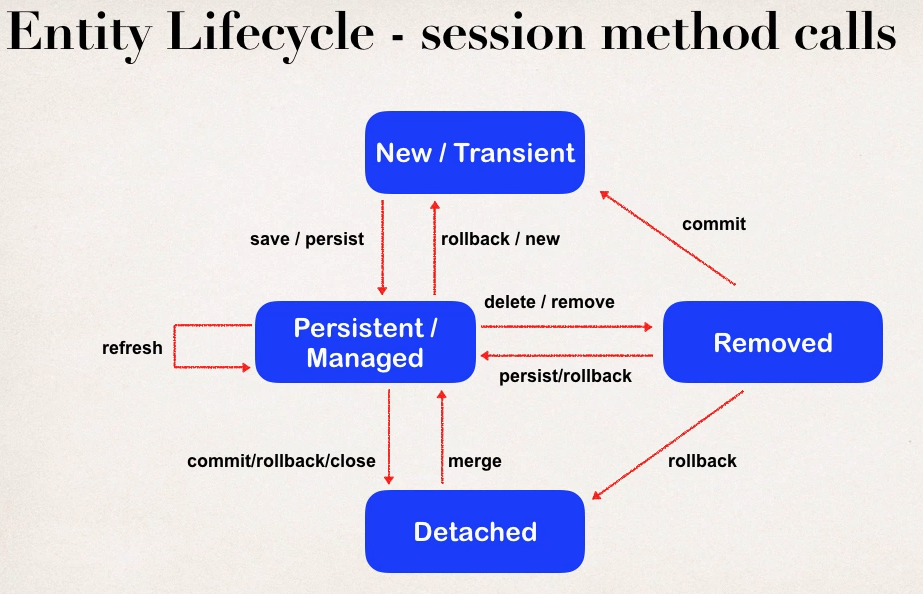 Entity Lifecycle - session method calls
New / Transient
commit
save / persist
rollback / new
delete / remove
Persistent /
Managed
Removed
refresh
persist/rollback
commit/rollback/close
merge
rollback
Detached